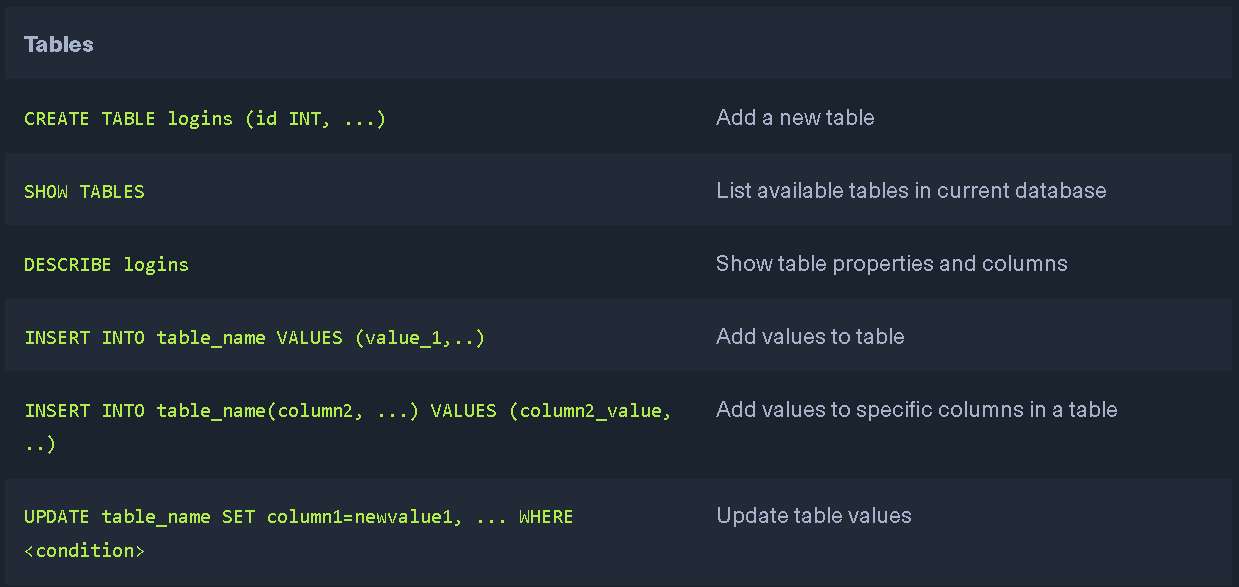 Tables
CREATE TABLE logins (id INT, ...)
Add a new table
SHOW TABLES
List available tables in current database
DESCRIBE logins
Show table properties and columns
INSERT INTO table_name VALUES (value_1,..)
Add values to table
INSERT INTO table_name(column2, ...) VALUES (column2_value,
..)
Add values to specific columns in a table
UPDATE table_name SET column1=newvalue1, ... WHERE
<condition>
Update table values